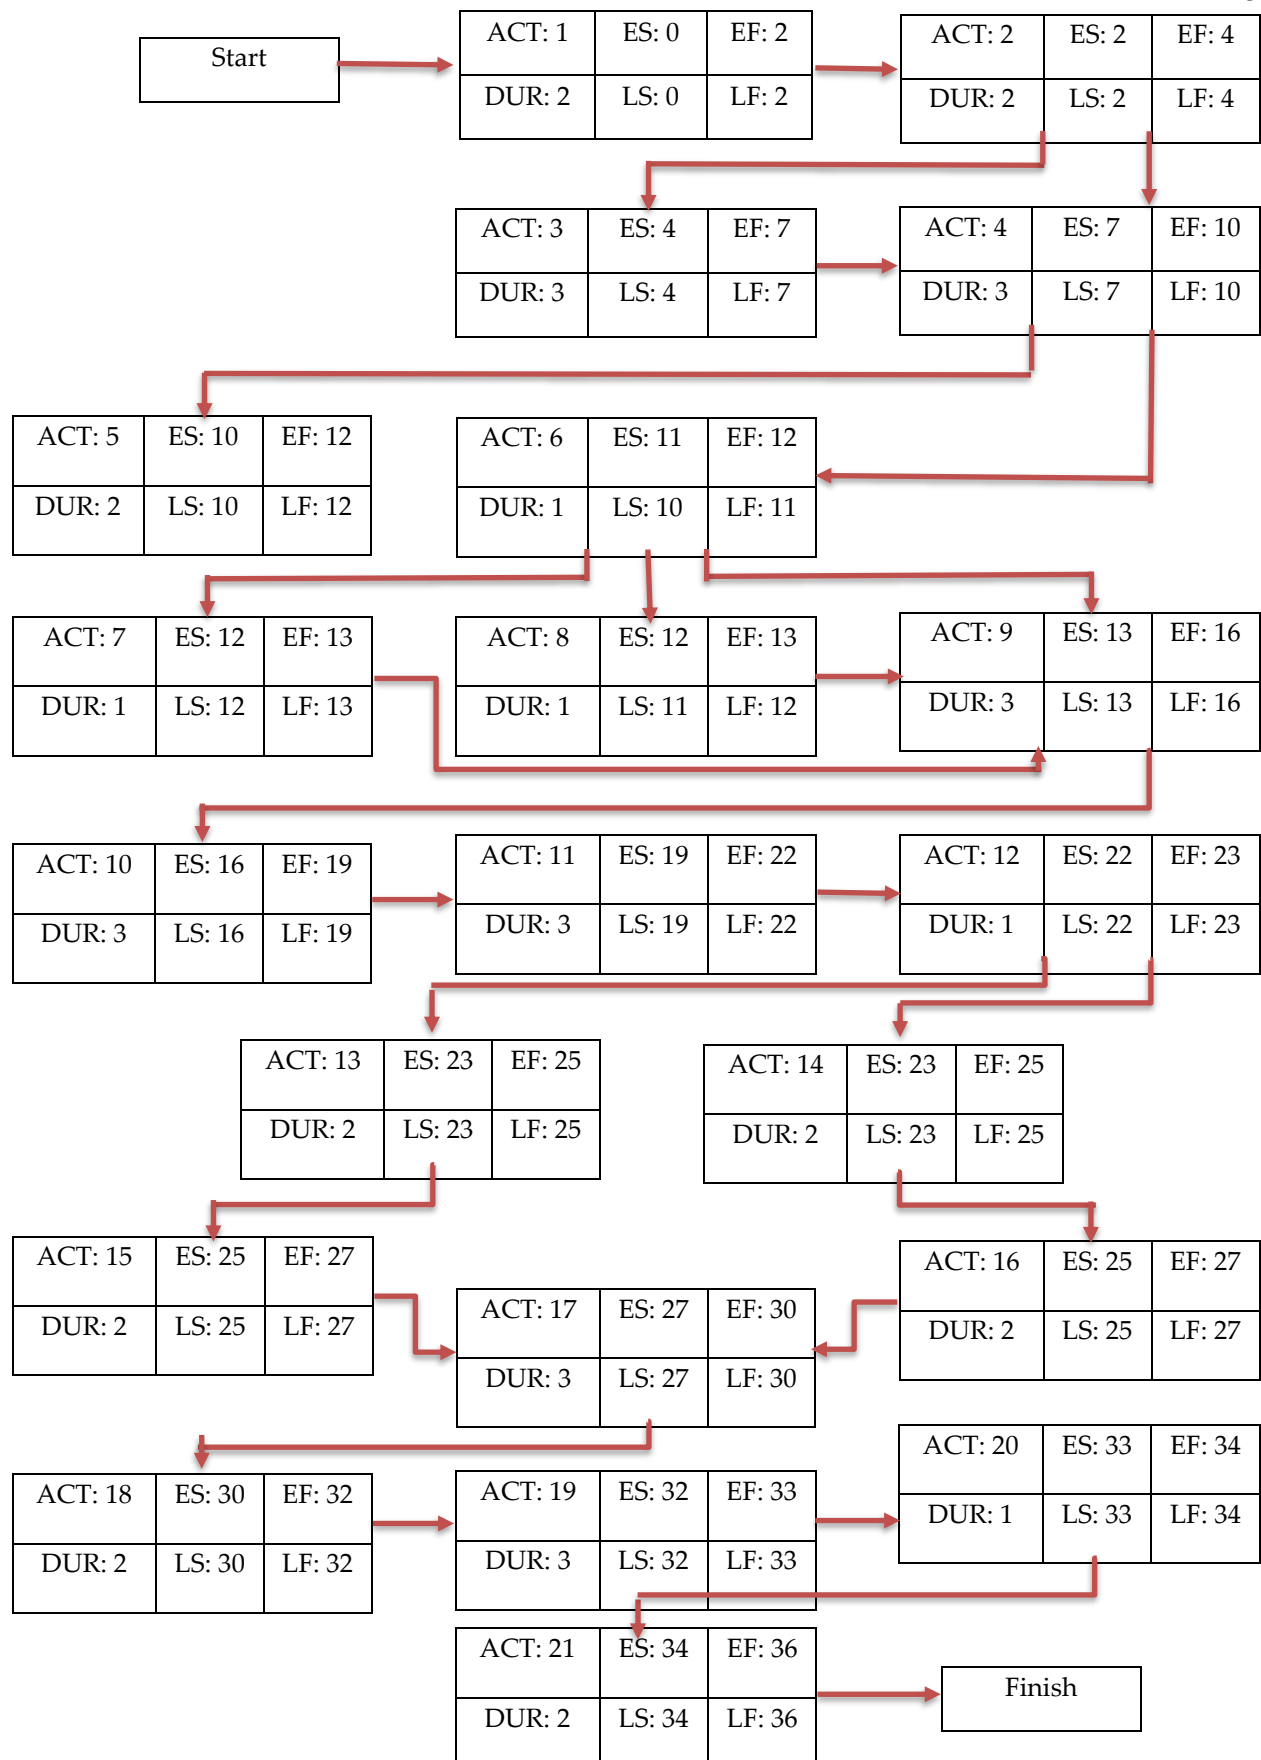 Start
ACT: 1 ES: 0 EF: 2
DUR: 2 LS: 0 LF: 2
ACT: 2 ES: 2 EF: 4
DUR: 2 LS: 2 LF: 4
ACT: 3 ES: 4 EF: 7
DUR: 3 LS: 4 LF: 7
ACT: 4 ES: 7 EF: 10
DUR: 3 LS: 7 LF: 10
ACT: 5 ES: 10 EF: 12
DUR: 2 LS: 10 LF: 12
ACT: 6 ES: 11 EF: 12
DUR: 1 LS: 10 LF: 11
ACT: 7 ES: 12 EF: 13
DUR: 1 LS: 12 LF: 13
ACT: 8 ES: 12 EF: 13
DUR: 1 LS: 11 LF: 12
ACT: 9 ES: 13 EF: 16
DUR: 3 LS: 13 LF: 16
ACT: 10 ES: 16 EF: 19
DUR: 3 LS: 16 LF: 19
ACT: 11 ES: 19 EF: 22
DUR: 3 LS: 19 LF: 22
ACT: 12 ES: 22 EF: 23
DUR: 1 LS: 22 LF: 23
ACT: 13 ES: 23 EF: 25
DUR: 2 LS: 23 LF: 25
ACT: 14 ES: 23 EF: 25
DUR: 2 LS: 23 LF: 25
ACT: 15 ES: 25 EF: 27
DUR: 2 LS: 25 LF: 27
ACT: 16 ES: 25 EF: 27
DUR: 2 LS: 25 LF: 27
ACT: 17 ES: 27 EF: 30
DUR: 3 LS: 27 LF: 30
ACT: 18 ES: 30 EF: 32
DUR: 2 LS: 30 LF: 32
ACT: 19 ES: 32 EF: 33
DUR: 3 LS: 32 LF: 33
ACT: 20 ES: 33 EF: 34
DUR: 1 LS: 33 LF: 34
ACT: 21 ES: 34 EF: 36
DUR: 2 LS: 34 LF: 36
Finish